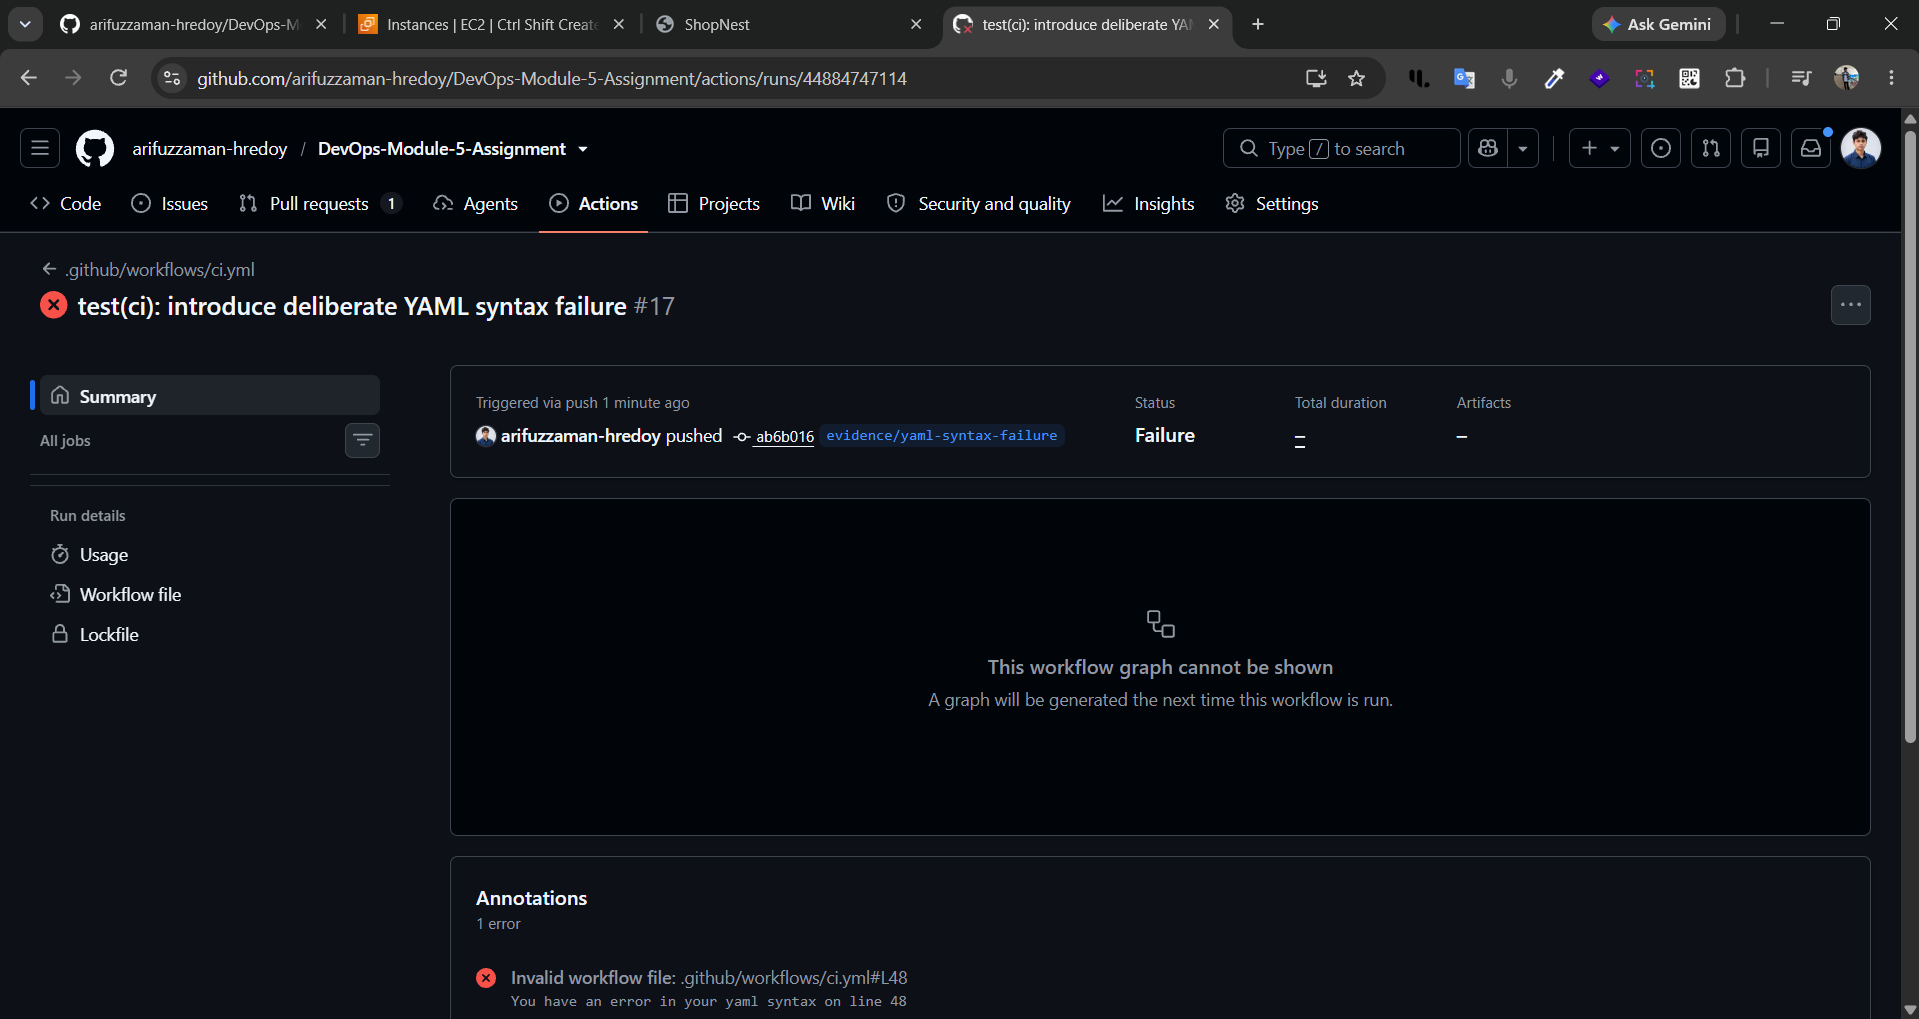 arifuzzaman-hredoy/DevOps-M
Instances | EC2 | Ctrl Shift Create
ShopNest
test(ci): introduce deliberate YAM
Ask Gemini
github.com/arifuzzaman-hredoy/DevOps-Module-5-Assignment/actions/runs/44884747114
arifuzzaman-hredoy / DevOps-Module-5-Assignment
Type / to search
Code
Issues
Pull requests 1
Agents
Actions
Projects
Wiki
Security and quality
Insights
Settings
.github/workflows/ci.yml
test(ci): introduce deliberate YAML syntax failure #17
Summary
All jobs
Run details
Usage
Workflow file
Lockfile
Triggered via push 1 minute ago
arifuzzaman-hredoy pushed ab6b016 evidence/yaml-syntax-failure
Status
Failure
Total duration
–
Artifacts
–
This workflow graph cannot be shown
A graph will be generated the next time this workflow is run.
Annotations
1 error
Invalid workflow file: .github/workflows/ci.yml#L48
You have an error in your yaml syntax on line 48